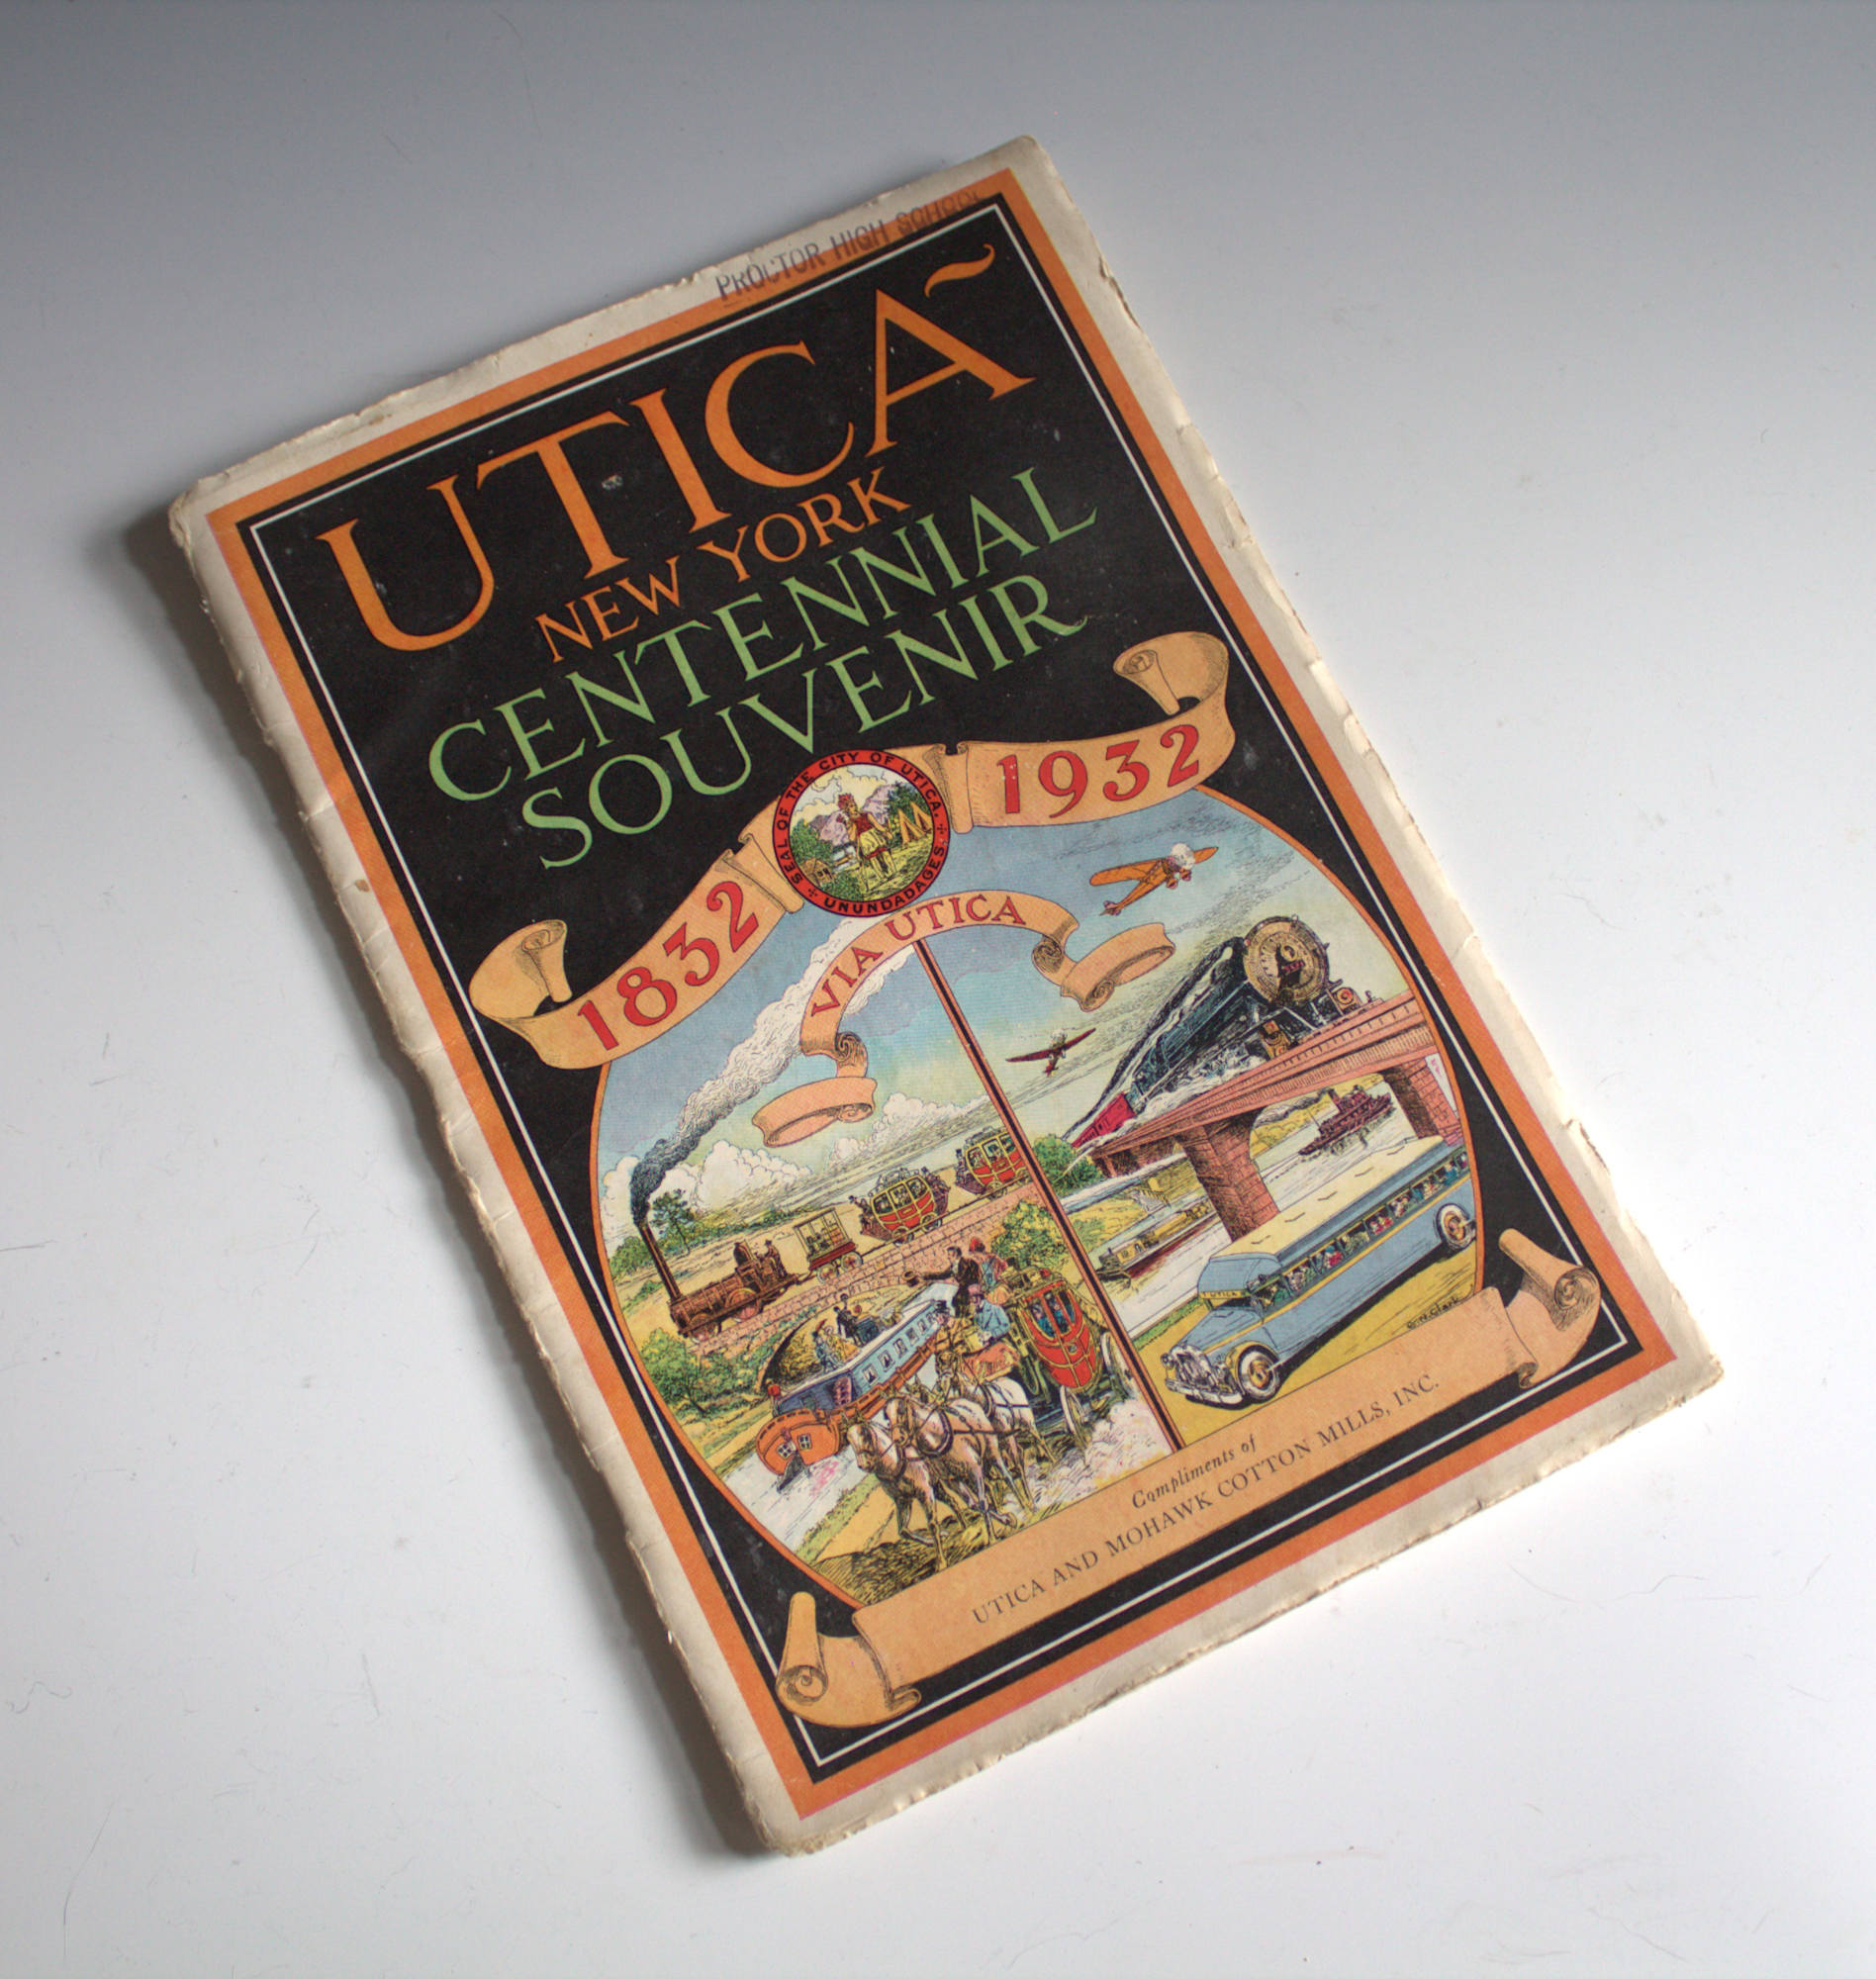 PROCTOR HIGH SCHOOL
UTICA
NEW YORK
CENTENNIAL
SOUVENIR
1832
1932
SEAL OF THE CITY OF UTICA.
UNUNDADAGES
VIA UTICA
UTICA
Compliments of
UTICA AND MOHAWK COTTON MILLS, INC.